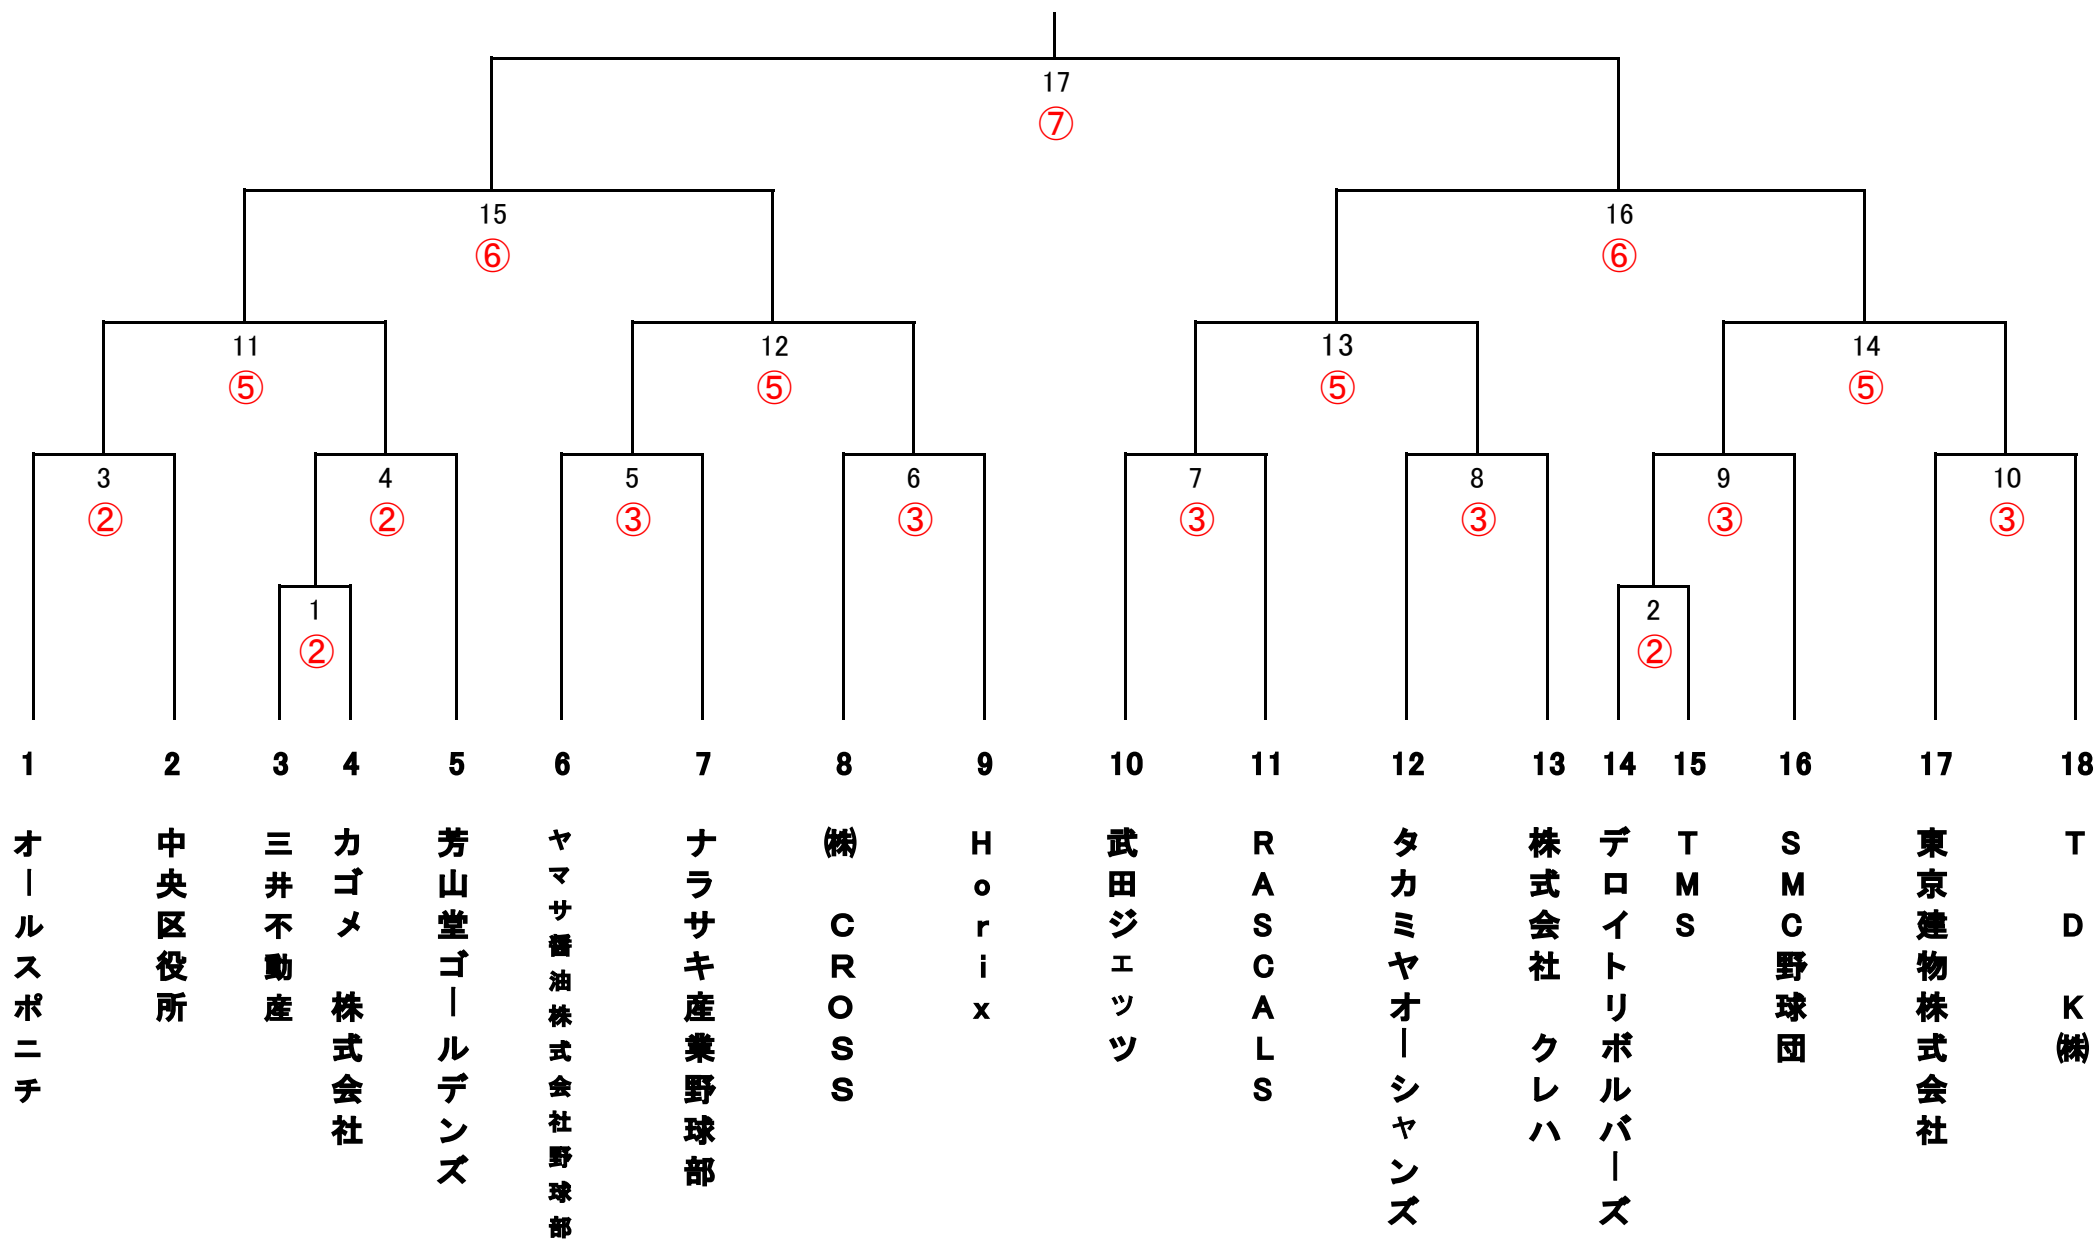 17
⑦
15
16
⑥
⑥
11
12
13
14
⑤
⑤
⑤
⑤
3
4
5
6
7
8
9
10
②
②
③
③
③
③
③
③
1
2
②
②
1
2
3
4
5
6
7
8
9
10
11
12
13
14
15
16
17
18
オールスポニチ
中央区役所
三井不動産
カゴメ 株式会社
芳山堂ゴールデンズ
ヤマサ醤油株式会社野球部
ナラサキ産業野球部
㈱ CROSS
Horix
武田ジェッツ
RASCALS
タカミヤオーシャンズ
株式会社 クレハ
デロイトリボルバーズ
TMS
SMC野球団
東京建物株式会社
T D K㈱